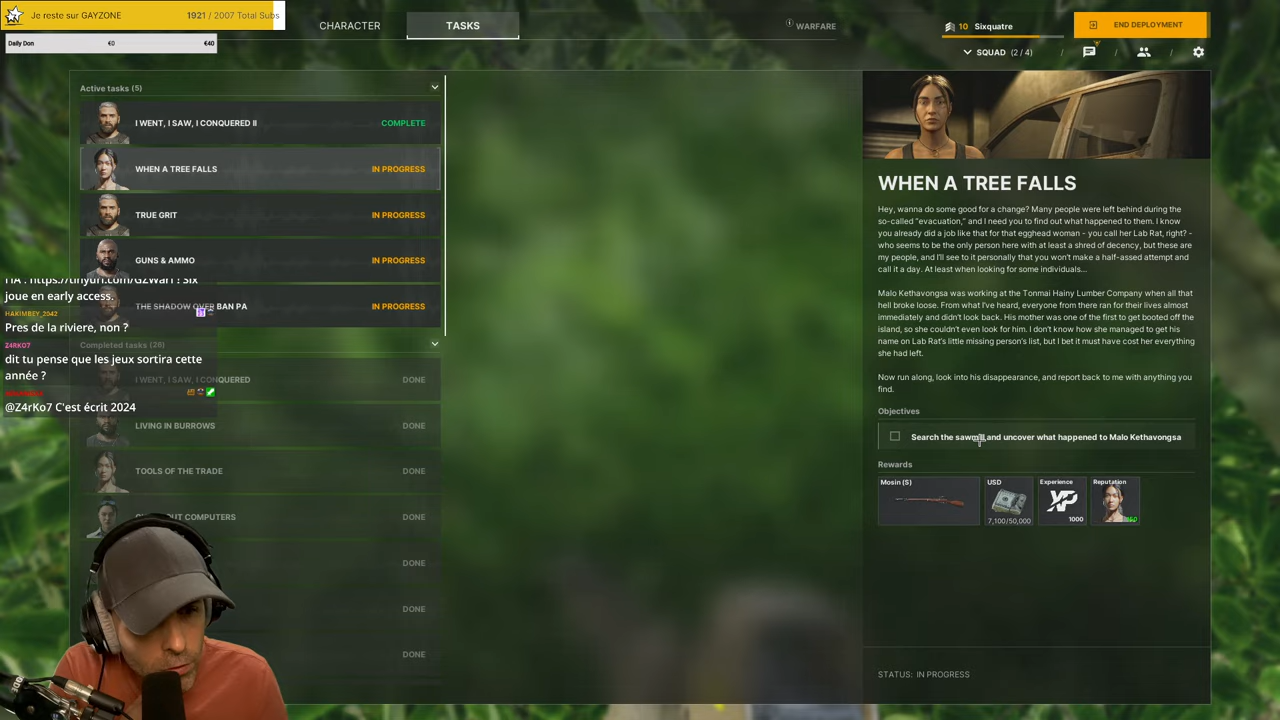 Je reste sur GAYZONE
1921 / 2007 Total Subs
Daily Don €0 €40
CHARACTER
TASKS
WARFARE
10 Sixquatre
END DEPLOYMENT
SQUAD (2 / 4)
Active tasks (5)
I WENT, I SAW, I CONQUERED II COMPLETE
WHEN A TREE FALLS IN PROGRESS
TRUE GRIT IN PROGRESS
GUNS & AMMO IN PROGRESS
THE SHADOW OVER BAN PA IN PROGRESS
Completed tasks (26)
I WENT, I SAW, I CONQUERED DONE
LIVING IN BURROWS DONE
TOOLS OF THE TRADE DONE
COMPUTERS DONE
DONE
DONE
joue en early access.
HAKIMBEY_2042
Pres de la riviere, non ?
Z4RKO7
dit tu pense que les jeux sortira cette
année ?
@Z4rKo7 C'est écrit 2024
WHEN A TREE FALLS
Hey, wanna do some good for a change? Many people were left behind during the
so-called "evacuation," and I need you to find out what happened to them. I know
you already did a job like that for that egghead woman - you call her Lab Rat, right? -
who seems to be the only person here with at least a shred of decency, but these are
my people, and I'll see to it personally that you won't make a half-assed attempt and
call it a day. At least when looking for some individuals...
Malo Kethavongsa was working at the Tonmai Hainy Lumber Company when all that
hell broke loose. From what I've heard, everyone from there ran for their lives almost
immediately and didn't look back. His mother was one of the first to get booted off the
island, so she couldn't even look for him. I don't know how she managed to get his
name on Lab Rat's little missing person's list, but I bet it must have cost her everything
she had left.
Now run along, look into his disappearance, and report back to me with anything you
find.
Objectives
Search the sawmill and uncover what happened to Malo Kethavongsa
Rewards
Mosin (S)
USD
7,100/50,000
Experience
XP
1000
Reputation
STATUS: IN PROGRESS